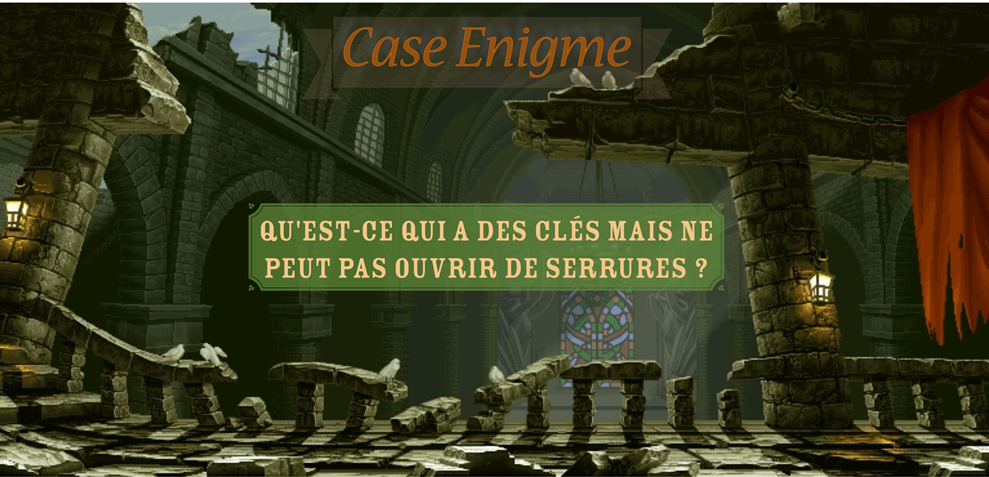 Case Enigme
QU'EST-CE QUI A DES CLÉS MAIS NE
PEUT PAS OUVRIR DE SERRURES ?